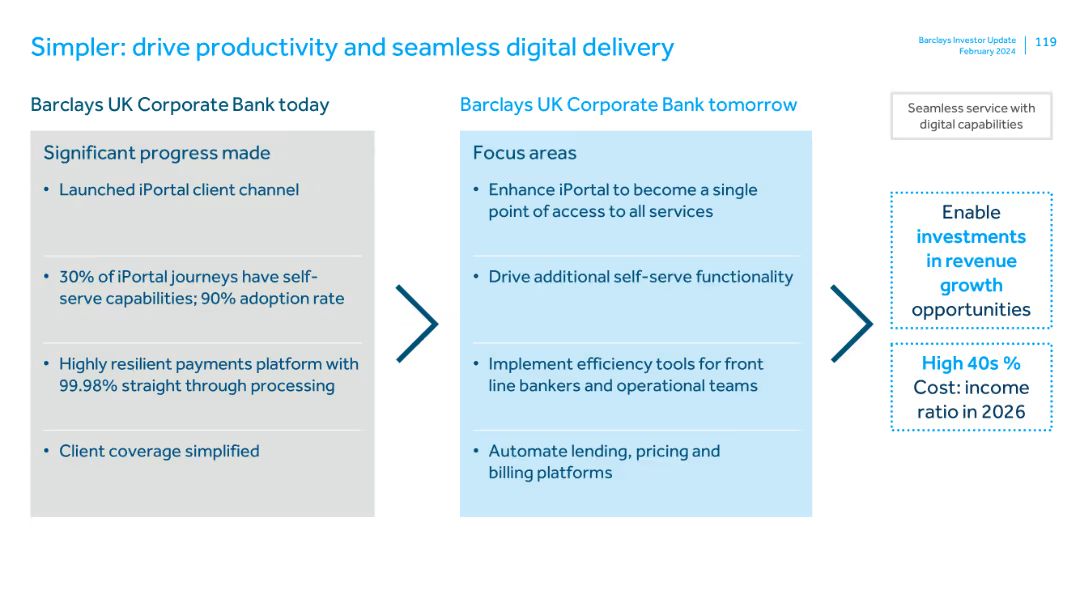 Simpler: drive productivity and seamless digital delivery
Barclays Investor Update
February 2024
119
Barclays UK Corporate Bank today
Significant progress made
• Launched iPortal client channel
• 30% of iPortal journeys have self-
serve capabilities; 90% adoption rate
• Highly resilient payments platform with
99.98% straight through processing
• Client coverage simplified
Barclays UK Corporate Bank tomorrow
Focus areas
• Enhance iPortal to become a single
point of access to all services
• Drive additional self-serve functionality
• Implement efficiency tools for front
line bankers and operational teams
• Automate lending, pricing and
billing platforms
Seamless service with
digital capabilities
Enable
investments
in revenue
growth
opportunities
High 40s %
Cost: income
ratio in 2026